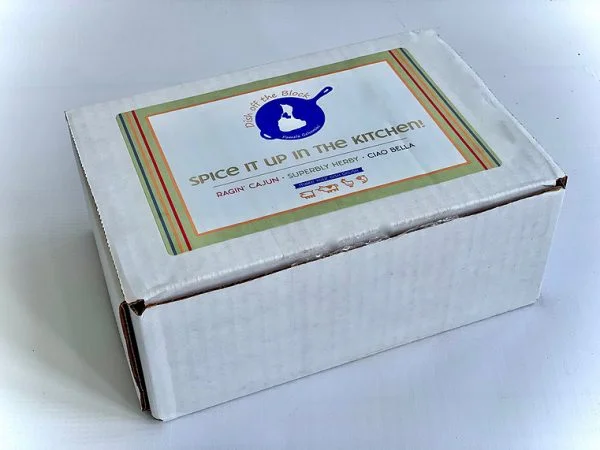 Dish off the Block
SPICE IT UP IN THE KITCHEN!
RAGIN' CAJUN · SUPERBLY HERBY · CIAO BELLA